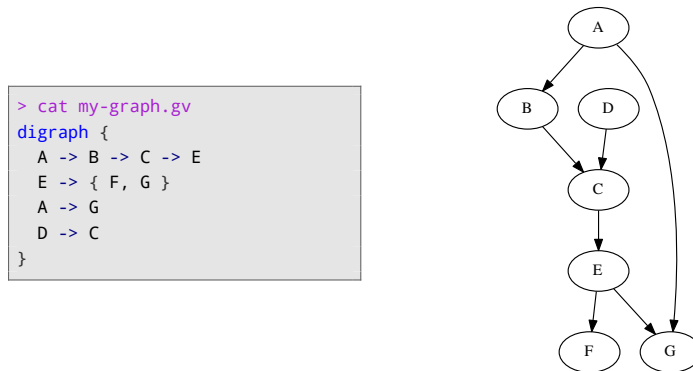 > cat my-graph.gv
digraph {
  A -> B -> C -> E
  E -> { F, G }
  A -> G
  D -> C
}
A
B D
C
E
F G